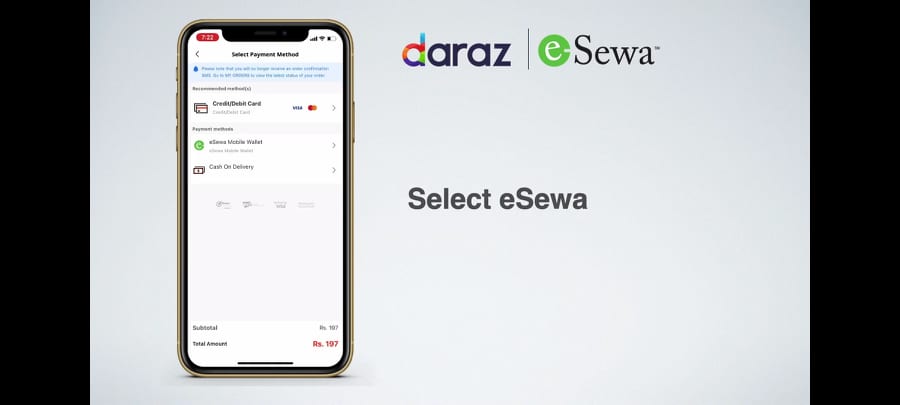 daraz
e-Sewa™
7:22
Select Payment Method
Please note that you will no longer receive an order confirmation
SMS. Go to MY ORDERS to view the latest status of your order.
Recommended method(s)
Credit/Debit Card
VISA
Credit/Debit Card
Payment methods
eSewa Mobile Wallet
eSewa Mobile Wallet
Cash On Delivery
Select eSewa
Subtotal
Rs. 197
Total Amount
Rs. 197